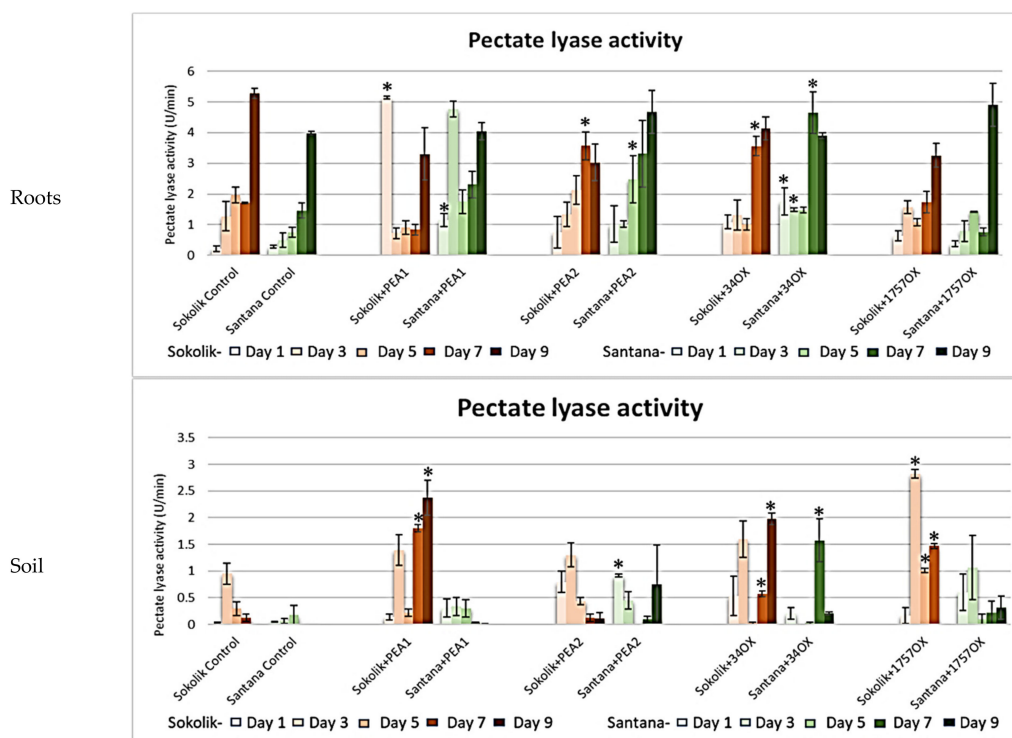 Pectate lyase activity
Roots
Pectate lyase activity (U/min)
6
5
4
3
2
1
0
*
*
*
*
*
*
*
*
Sokolik Control
Santana Control
Sokolik+PEA1
Santana+PEA1
Sokolik+PEA2
Santana+PEA2
Sokolik+34OX
Santana+34OX
Sokolik+1757OX
Santana+1757OX
Sokolik- Day 1 Day 3 Day 5 Day 7 Day 9 Santana- Day 1 Day 3 Day 5 Day 7 Day 9
Pectate lyase activity
Soil
Pectate lyase activity (U/min)
3.5
3
2.5
2
1.5
1
0.5
0
*
*
*
*
*
*
*
*
*
Sokolik Control
Santana Control
Sokolik+PEA1
Santana+PEA1
Sokolik+PEA2
Santana+PEA2
Sokolik+34OX
Santana+34OX
Sokolik+1757OX
Santana+1757OX
Sokolik- Day 1 Day 3 Day 5 Day 7 Day 9 Santana- Day 1 Day 3 Day 5 Day 7 Day 9